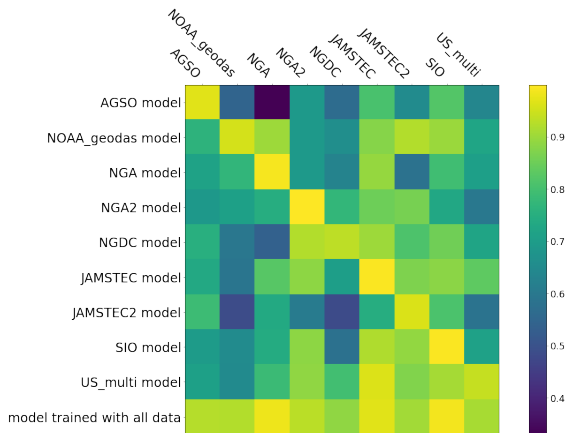 AGSO
NOAA_geodas
NGA
NGA2
NGDC
JAMSTEC
JAMSTEC2
SIO
US_multi
AGSO model
NOAA_geodas model
NGA model
NGA2 model
NGDC model
JAMSTEC model
JAMSTEC2 model
SIO model
US_multi model
model trained with all data
0.9
0.8
0.7
0.6
0.5
0.4